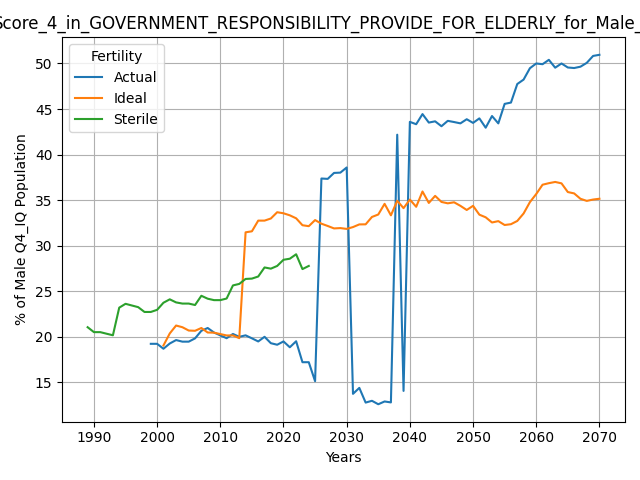 Score_4_in_GOVERNMENT_RESPONSIBILITY_PROVIDE_FOR_ELDERLY_for_Male_
Fertility
Actual
Ideal
Sterile
% of Male Q4_IQ Population
50
45
40
35
30
25
20
15
1990 2000 2010 2020 2030 2040 2050 2060 2070
Years